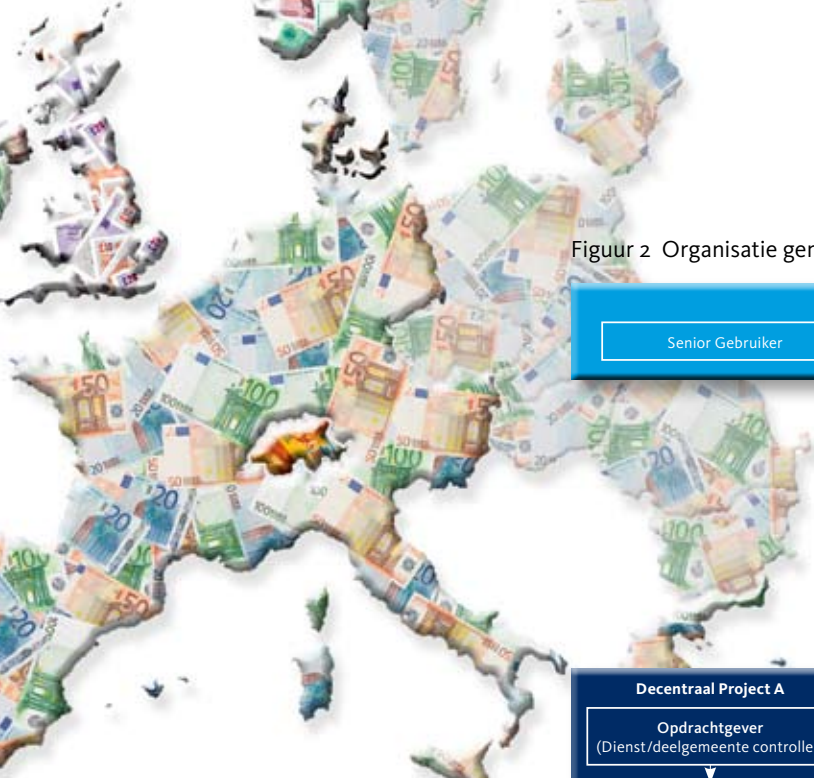 Figuur 2 Organisatie ger
Senior Gebruiker
Decentraal Project A
Opdrachtgever
(Dienst/deelgemeente controlle